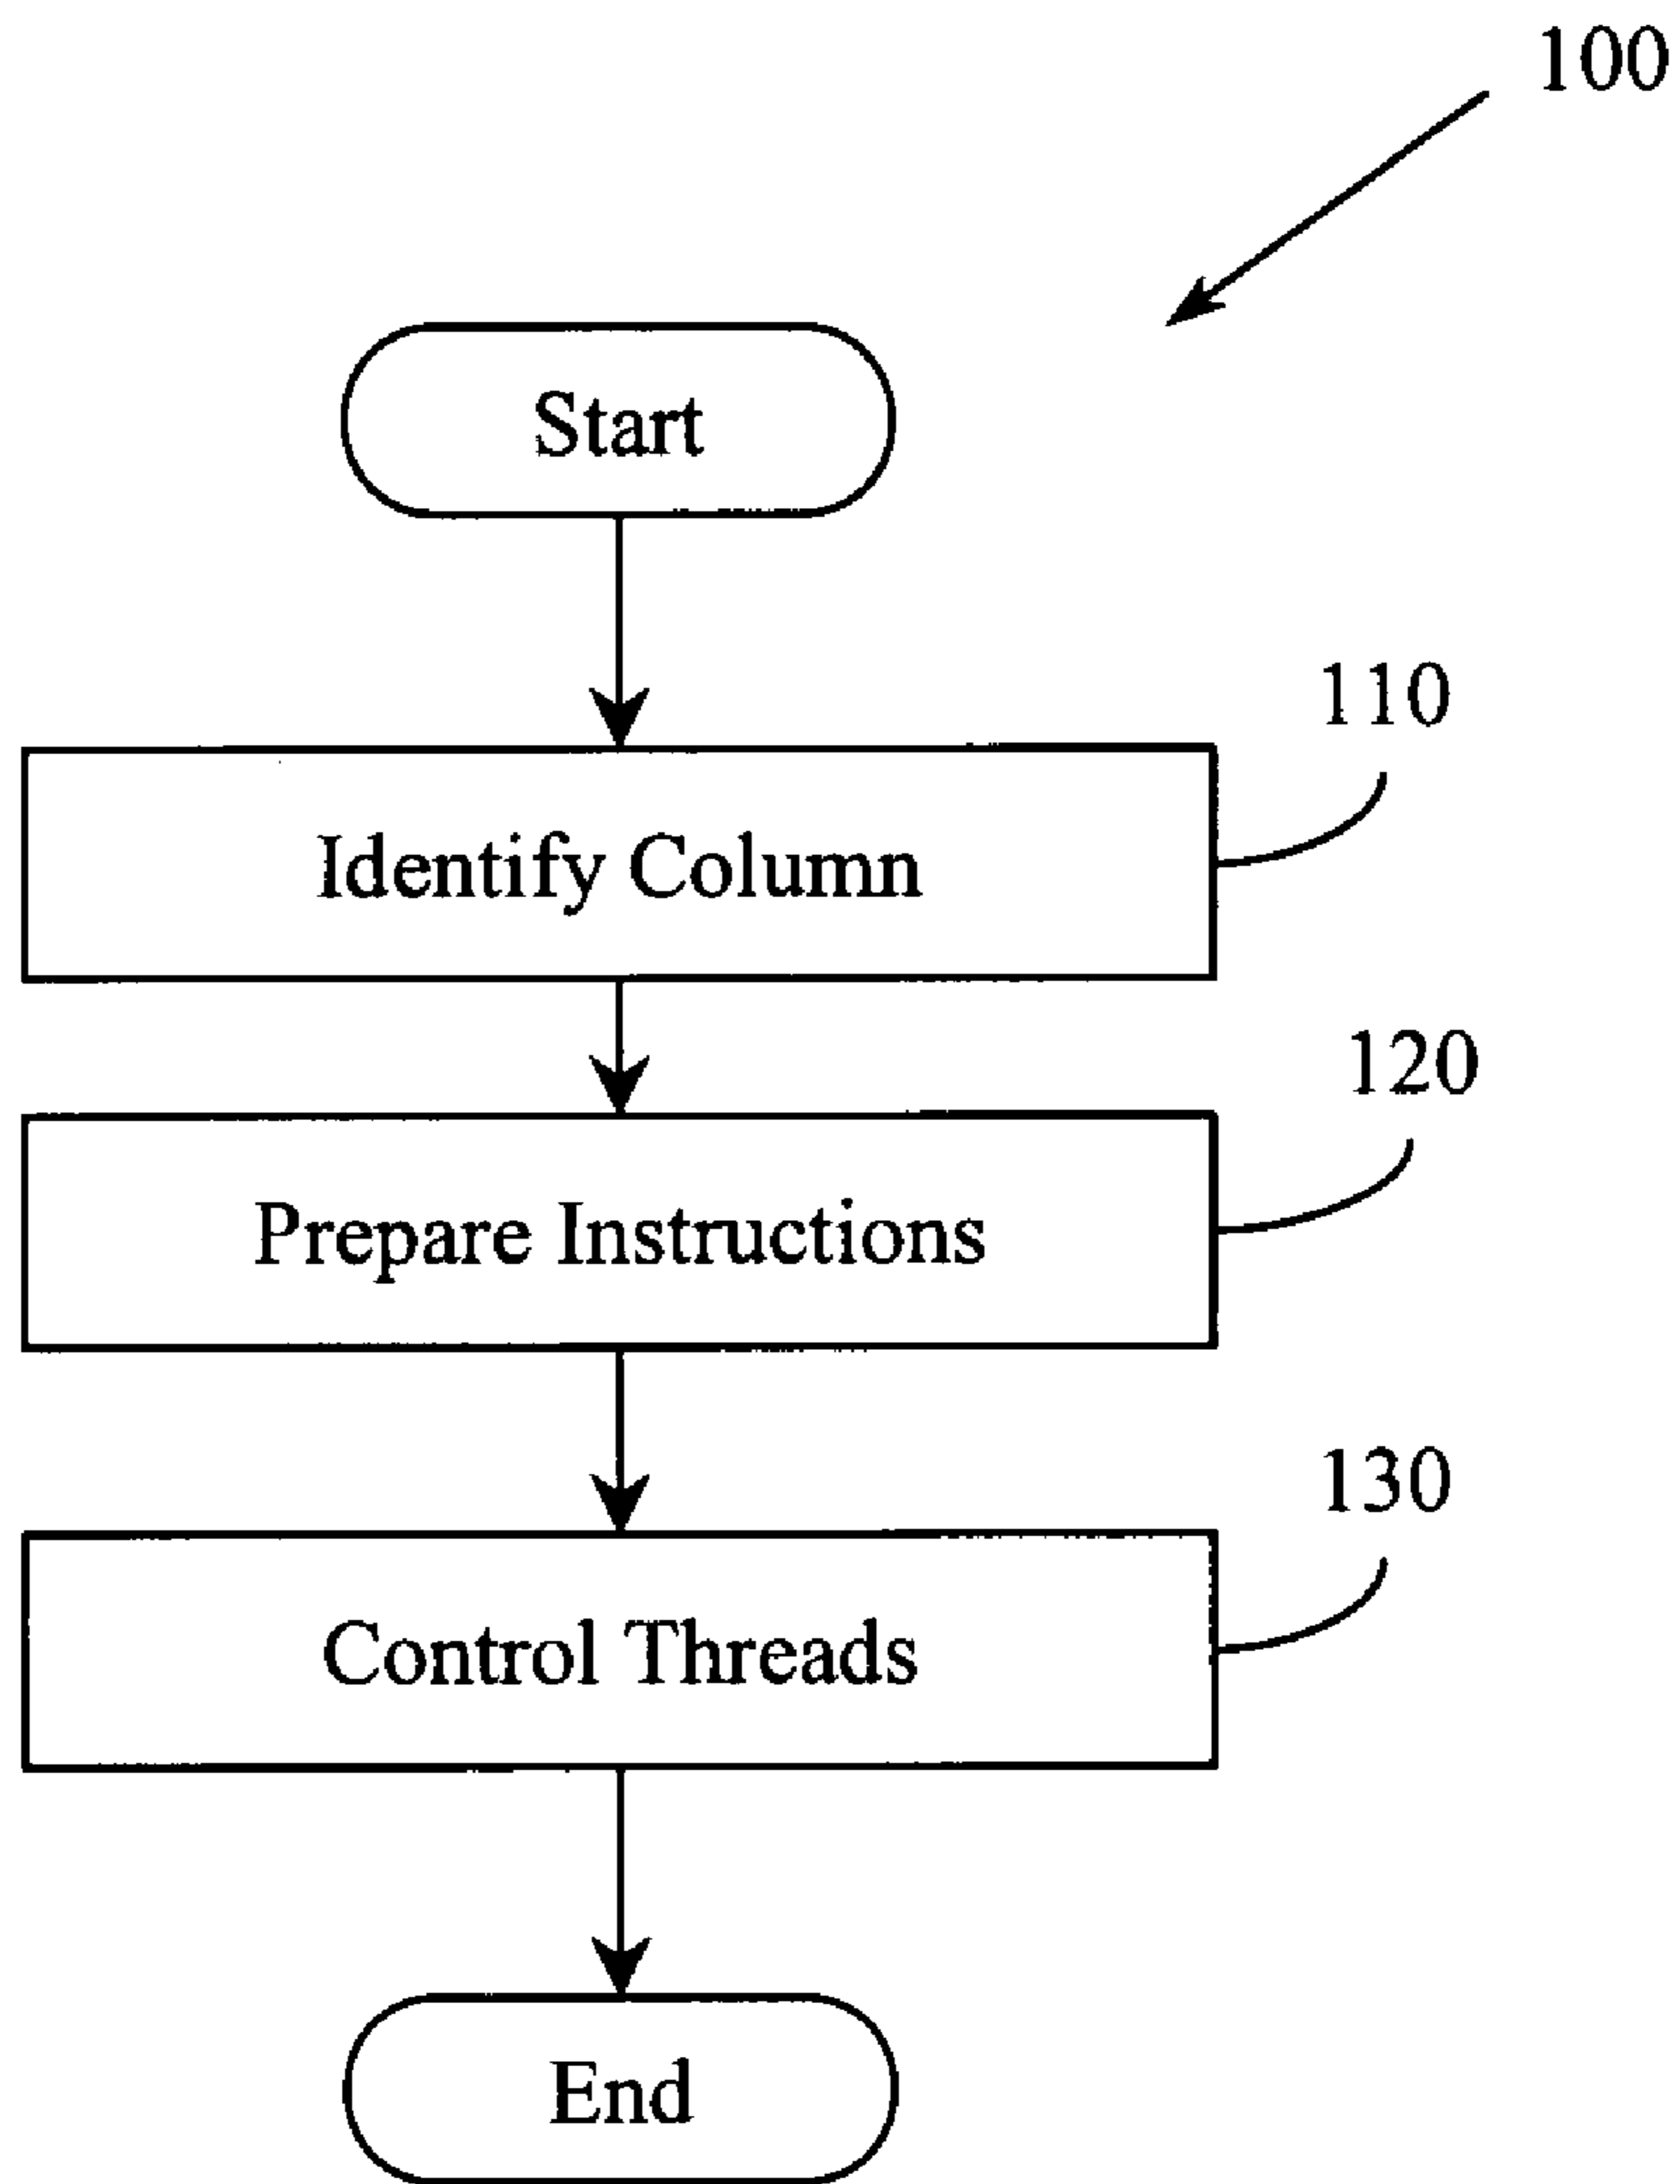 100
Start
110
Identify Column
120
Prepare Instructions
130
Control Threads
End